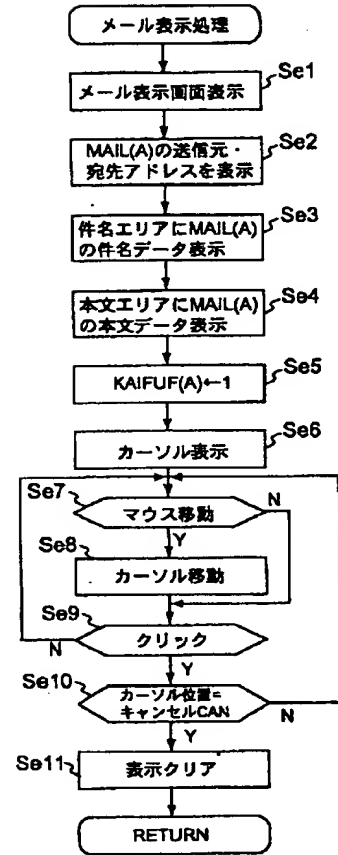 メール表示処理
Se1
メール表示画面表示
Se2
MAIL(A)の送信元・
宛先アドレスを表示
Se3
件名エリアにMAIL(A)
の件名データ表示
Se4
本文エリアにMAIL(A)
の本文データ表示
Se5
KAIFUF(A)←1
Se6
カーソル表示
Se7
マウス移動
N
Y
Se8
カーソル移動
Se9
クリック
N
Y
Se10
カーソル位置=
キャンセルCAN
N
Y
Se11
表示クリア
RETURN